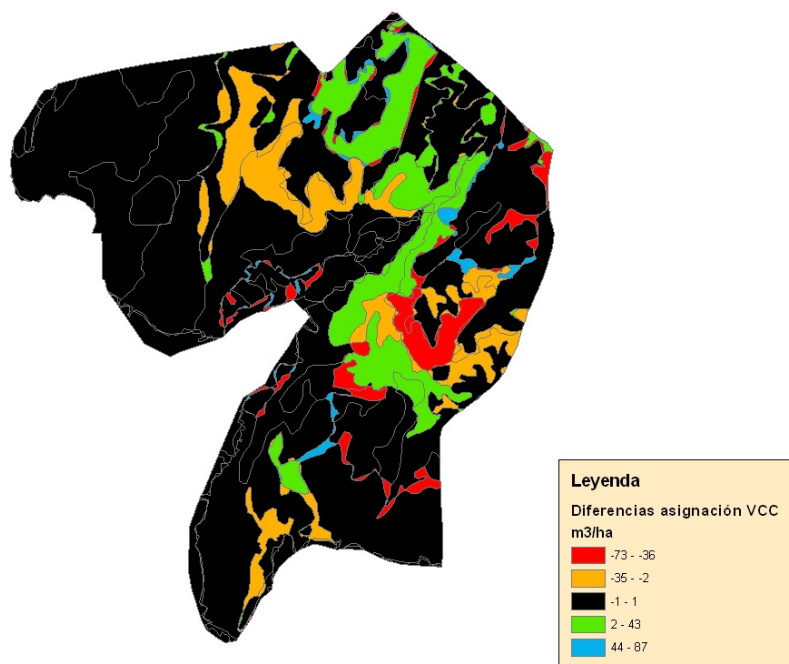 Leyenda
Diferencias asignación VCC
m3/ha
-73 - -36
-35 - -2
-1 - 1
2 - 43
44 - 87